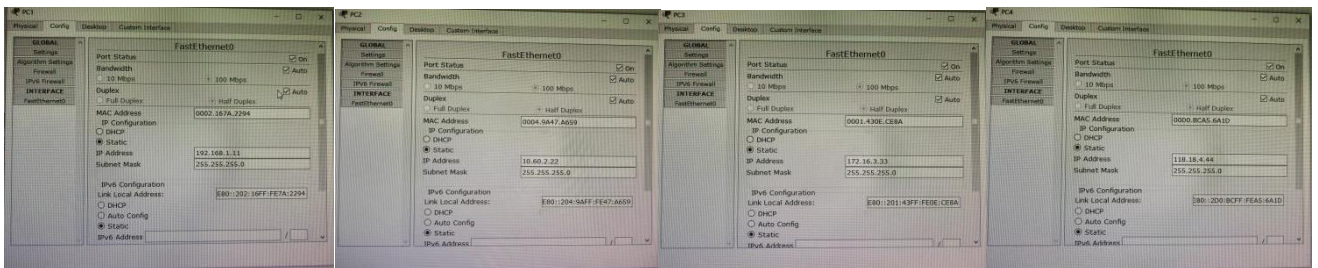 PC1
Physical Config Desktop Custom Interface
GLOBAL
Settings
Algorithm Settings
Firewall
IPV6 Firewall
INTERFACE
FastEthernet0
FastEthernet0
Port Status On
Bandwidth Auto
10 Mbps 100 Mbps
Duplex Auto
Full Duplex Half Duplex
MAC Address 0002.167A.2294
IP Configuration
DHCP
Static
IP Address 192.168.1.11
Subnet Mask 255.255.255.0
IPv6 Configuration
Link Local Address: E80::202:16FF:FE7A:2294
DHCP
Auto Config
Static
IPv6 Address /
PC2
Physical Config Desktop Custom Interface
GLOBAL
Settings
Algorithm Settings
Firewall
IPV6 Firewall
INTERFACE
FastEthernet0
FastEthernet0
Port Status On
Bandwidth Auto
10 Mbps 100 Mbps
Duplex Auto
Full Duplex Half Duplex
MAC Address 0004.9A47.A659
IP Configuration
DHCP
Static
IP Address 10.60.2.22
Subnet Mask 255.255.255.0
IPv6 Configuration
Link Local Address: E80::204:9AFF:FE47:A659
DHCP
Auto Config
Static
IPv6 Address /
PC3
Physical Config Desktop Custom Interface
GLOBAL
Settings
Algorithm Settings
Firewall
IPV6 Firewall
INTERFACE
FastEthernet0
FastEthernet0
Port Status On
Bandwidth Auto
10 Mbps 100 Mbps
Duplex Auto
Full Duplex Half Duplex
MAC Address 0001.430E.CEBA
IP Configuration
DHCP
Static
IP Address 172.16.3.33
Subnet Mask 255.255.255.0
IPv6 Configuration
Link Local Address: E80::201:43FF:FE0E:CEBA
DHCP
Auto Config
Static
IPv6 Address /
PC4
Physical Config Desktop Custom Interface
GLOBAL
Settings
Algorithm Settings
Firewall
IPV6 Firewall
INTERFACE
FastEthernet0
FastEthernet0
Port Status On
Bandwidth Auto
10 Mbps 100 Mbps
Duplex Auto
Full Duplex Half Duplex
MAC Address 00D0.BCA5.6A1D
IP Configuration
DHCP
Static
IP Address 118.18.4.44
Subnet Mask 255.255.255.0
IPv6 Configuration
Link Local Address: E80::2D0:BCFF:FEA5:6A1D
DHCP
Auto Config
Static
IPv6 Address /